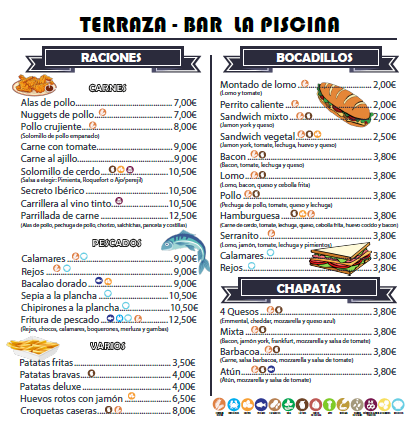 TERRAZA - BAR LA PISCINA
RACIONES
CARNES
Alas de pollo 7,00€
Nuggets de pollo 7,00€
Pollo crujiente 8,00€
(Solomillo de pollo empanado)
Carne con tomate 9,00€
Carne al ajillo 9,00€
Solomillo de cerdo 10,50€
(Salsa a elegir: Pimienta, Roquefort o Ajo/perejil)
Secreto Ibérico 10,50€
Carrillera al vino tinto 10,50€
Parrillada de carne 12,50€
(Alas de pollo, pechuga de pollo, chorizo, salchichas, panceta y costillas)
PESCADOS
Calamares 9,00€
Rejos 9,00€
Bacalao dorado 9,00€
Sepia a la plancha 10,50€
Chipirones a la plancha 10,50€
Fritura de pescado 12,50€
(Rejos, chocos, calamares, boquerones, merluza y gambas)
VARIOS
Patatas fritas 3,50€
Patatas bravas 4,00€
Patatas deluxe 4,00€
Huevos rotos con jamón 6,50€
Croquetas caseras 8,00€
BOCADILLOS
Montado de lomo 2,00€
(Lomo y tomate)
Perrito caliente 2,00€
Sandwich mixto 2,00€
(Jamon york y queso)
Sandwich vegetal 2,50€
(Jamon york, tomate, lechuga, huevo y queso)
Bacon 3,80€
(Bacon, tomate, lechuga y queso)
Lomo 3,80€
(Lomo, bacon, queso y cebolla frita)
Pollo 3,80€
(Pechuga de pollo, tomate, queso y lechuga)
Hamburguesa 3,80€
(Carne de cerdo, tomate, lechuga, queso, cebolla frita, huevo cocido y bacon)
Serranito 3,80€
(Lomo, jamón, tomate, lechuga y pimientos)
Calamares 3,80€
Rejos 3,80€
CHAPATAS
4 Quesos 3,80€
(Emmental, cheddar, mozzarella y queso azul)
Mixta 3,80€
(Bacon, jamón york, frankfurt, mozzarella y salsa de tomate)
Barbacoa 3,80€
(Carne, salsa barbacoa, mozzarella y salsa de tomate)
Atún 3,80€
(Atún, mozzarella y salsa de tomate)